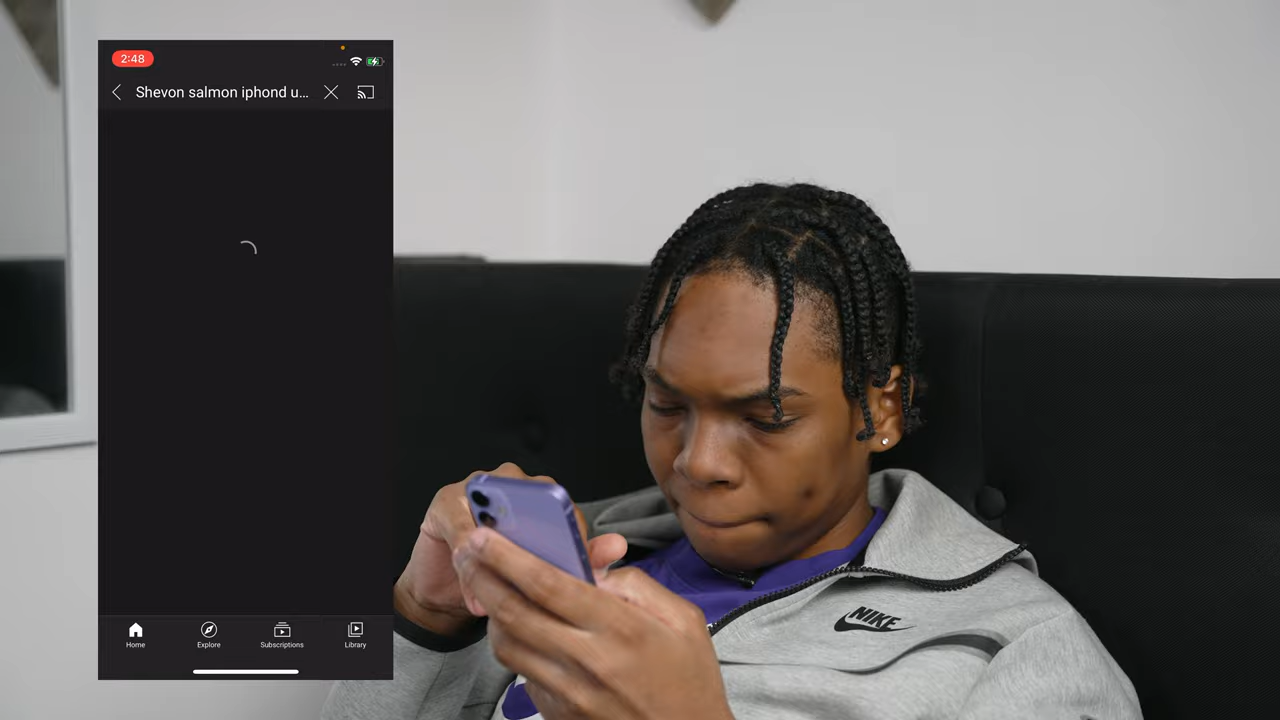 2:48
Shevon salmon iphond u...
Home
Explore
Subscriptions
Library
NIKE